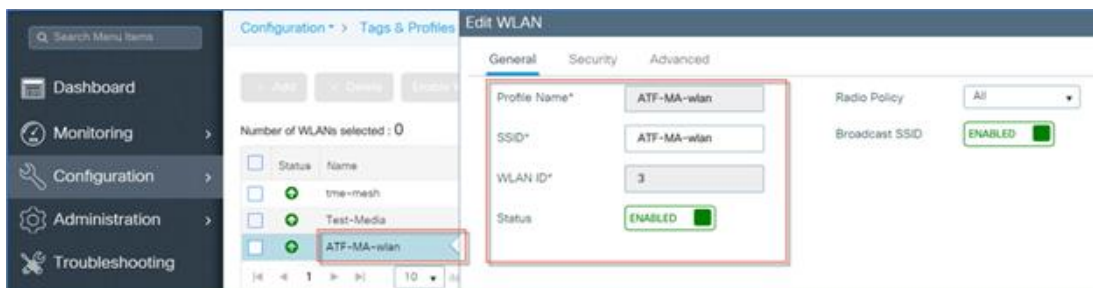 Search Menu Items
Dashboard
Monitoring
Configuration
Administration
Troubleshooting
Configuration > Tags & Profiles
Add
Delete
Number of WLANs selected : 0
Status Name
tme-mesh
Test-Media
ATF-MA-wlan
1
10
Edit WLAN
General Security Advanced
Profile Name* ATF-MA-wlan
SSID* ATF-MA-wlan
WLAN ID* 3
Status ENABLED
Radio Policy All
Broadcast SSID ENABLED